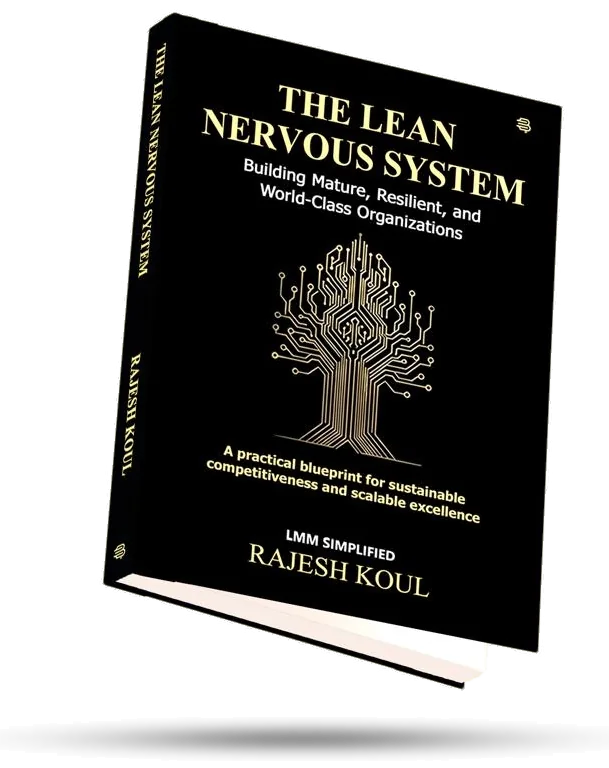 THE LEAN NERVOUS SYSTEM
RAJESH KOUL
THE LEAN
NERVOUS SYSTEM
Building Mature, Resilient, and
World-Class Organizations
A practical blueprint for sustainable
competitiveness and scalable excellence
LMM SIMPLIFIED
RAJESH KOUL